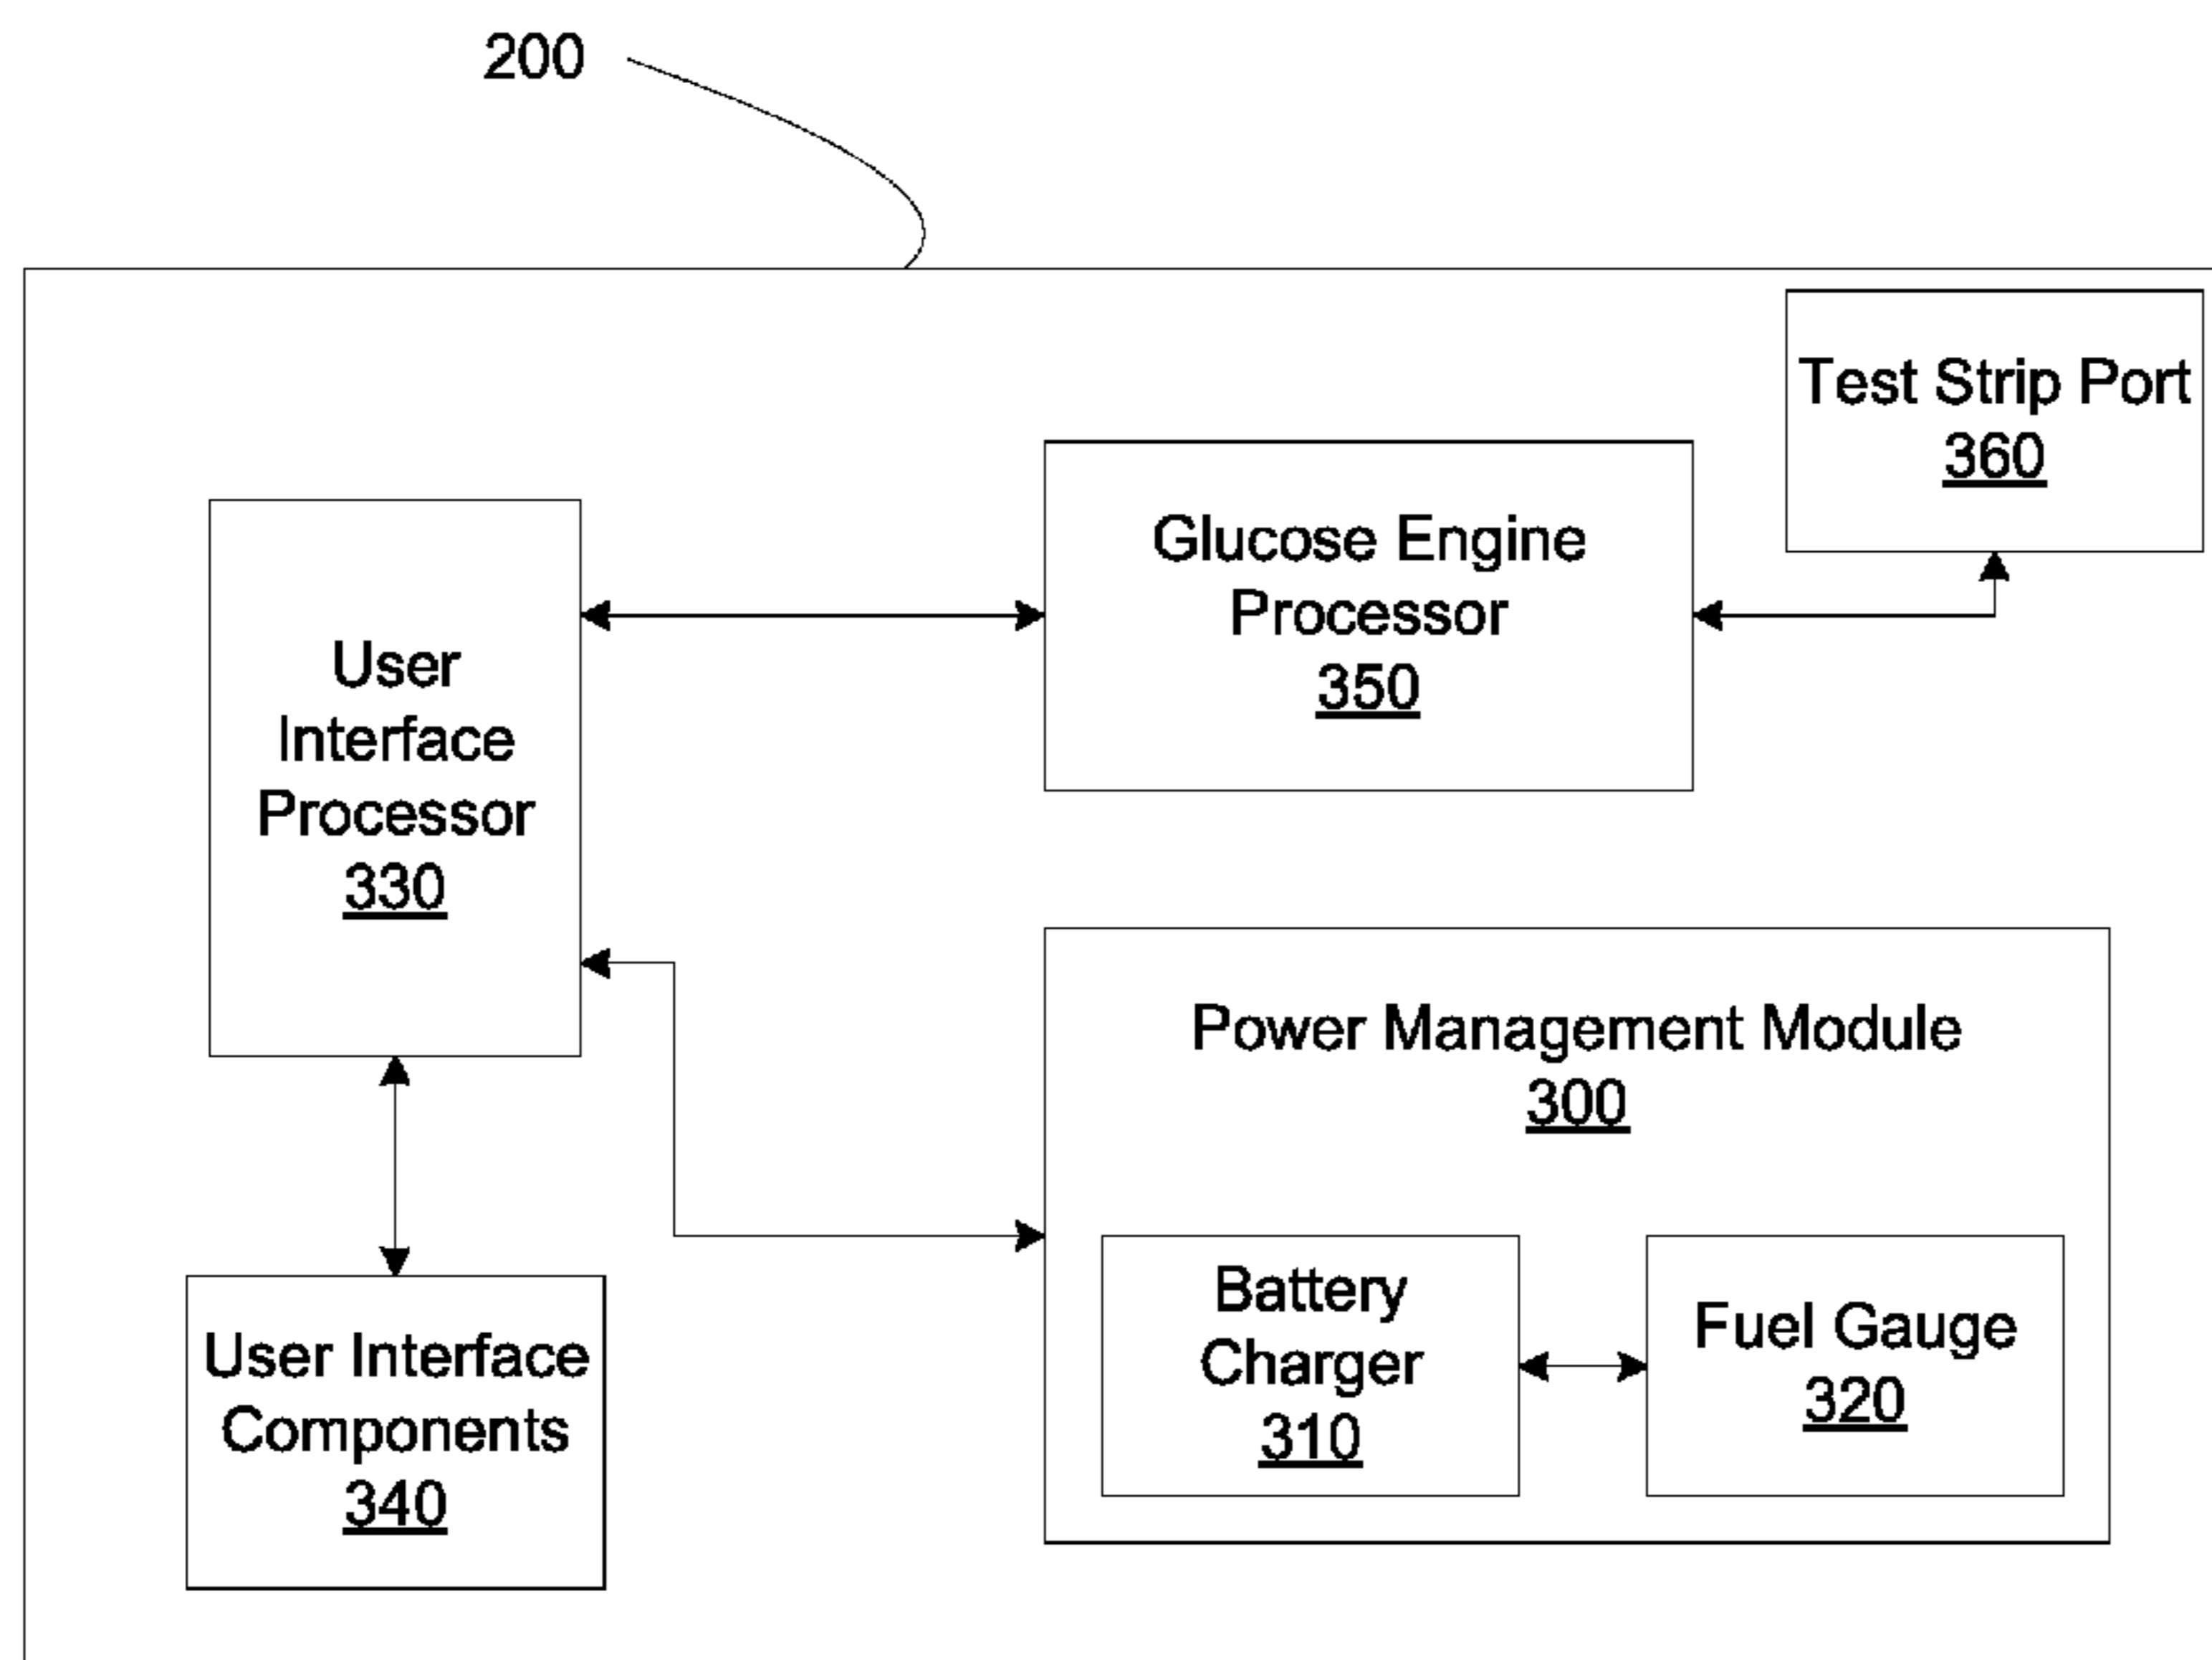 200
Test Strip Port
360
Glucose Engine
Processor
350
User
Interface
Processor
330
Power Management Module
300
Battery
Charger
310
Fuel Gauge
320
User Interface
Components
340